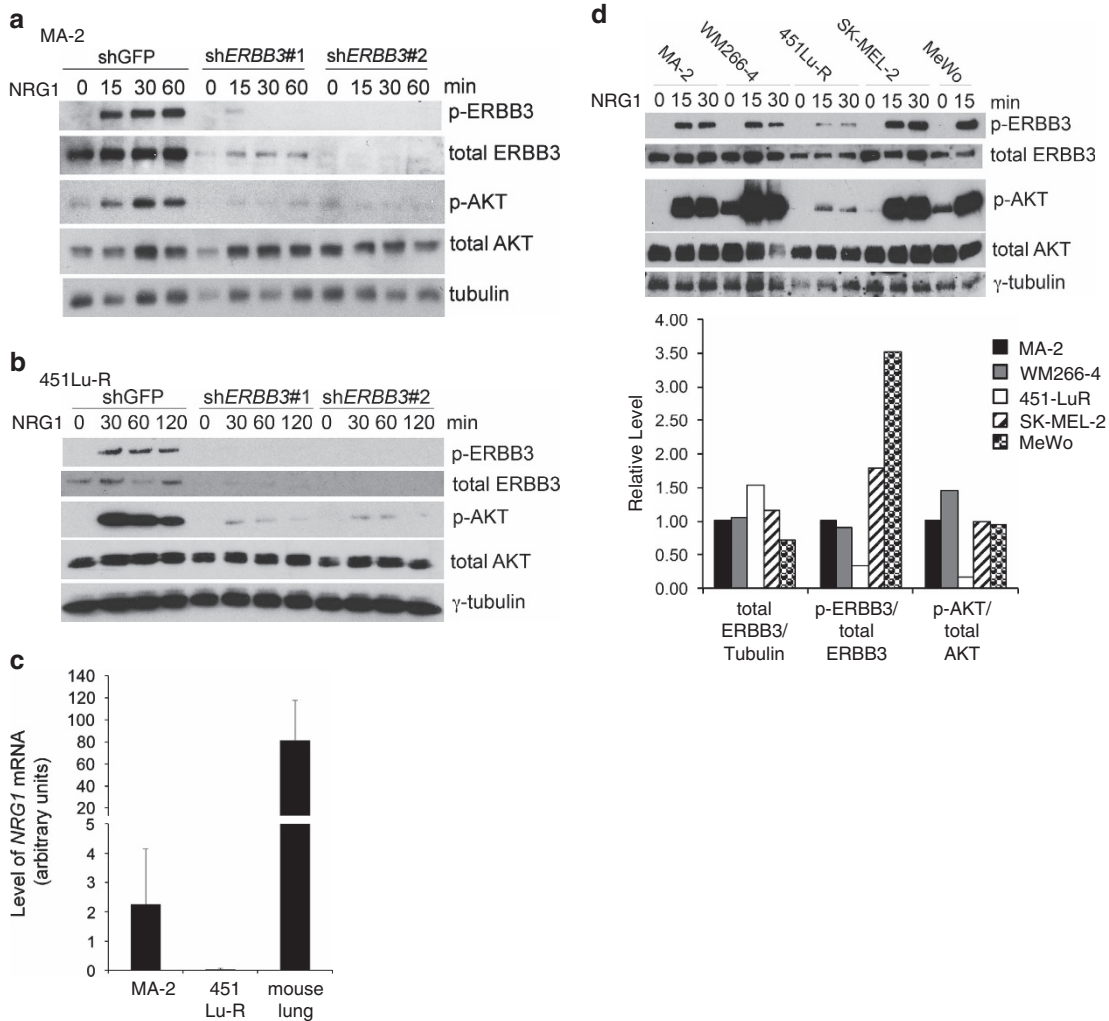 a
MA-2
shGFP shERBB3#1 shERBB3#2
NRG1 0 15 30 60 0 15 30 60 0 15 30 60 min
p-ERBB3
total ERBB3
p-AKT
total AKT
tubulin
b
451Lu-R
shGFP shERBB3#1 shERBB3#2
NRG1 0 30 60 120 0 30 60 120 0 30 60 120 min
p-ERBB3
total ERBB3
p-AKT
total AKT
γ-tubulin
c
Level of NRG1 mRNA
(arbitrary units)
140
120
100
80
60
40
20
5
4
3
2
1
0
MA-2 451 mouse
Lu-R lung
d
MA-2 WM266-4 451Lu-R SK-MEL-2 MeWo
NRG1 0 15 30 0 15 30 0 15 30 0 15 30 0 15 min
p-ERBB3
total ERBB3
p-AKT
total AKT
γ-tubulin
Relative Level
4.00
3.50
3.00
2.50
2.00
1.50
1.00
0.50
0.00
MA-2
WM266-4
451-LuR
SK-MEL-2
MeWo
total p-ERBB3/ p-AKT/
ERBB3/ total total
Tubulin ERBB3 AKT